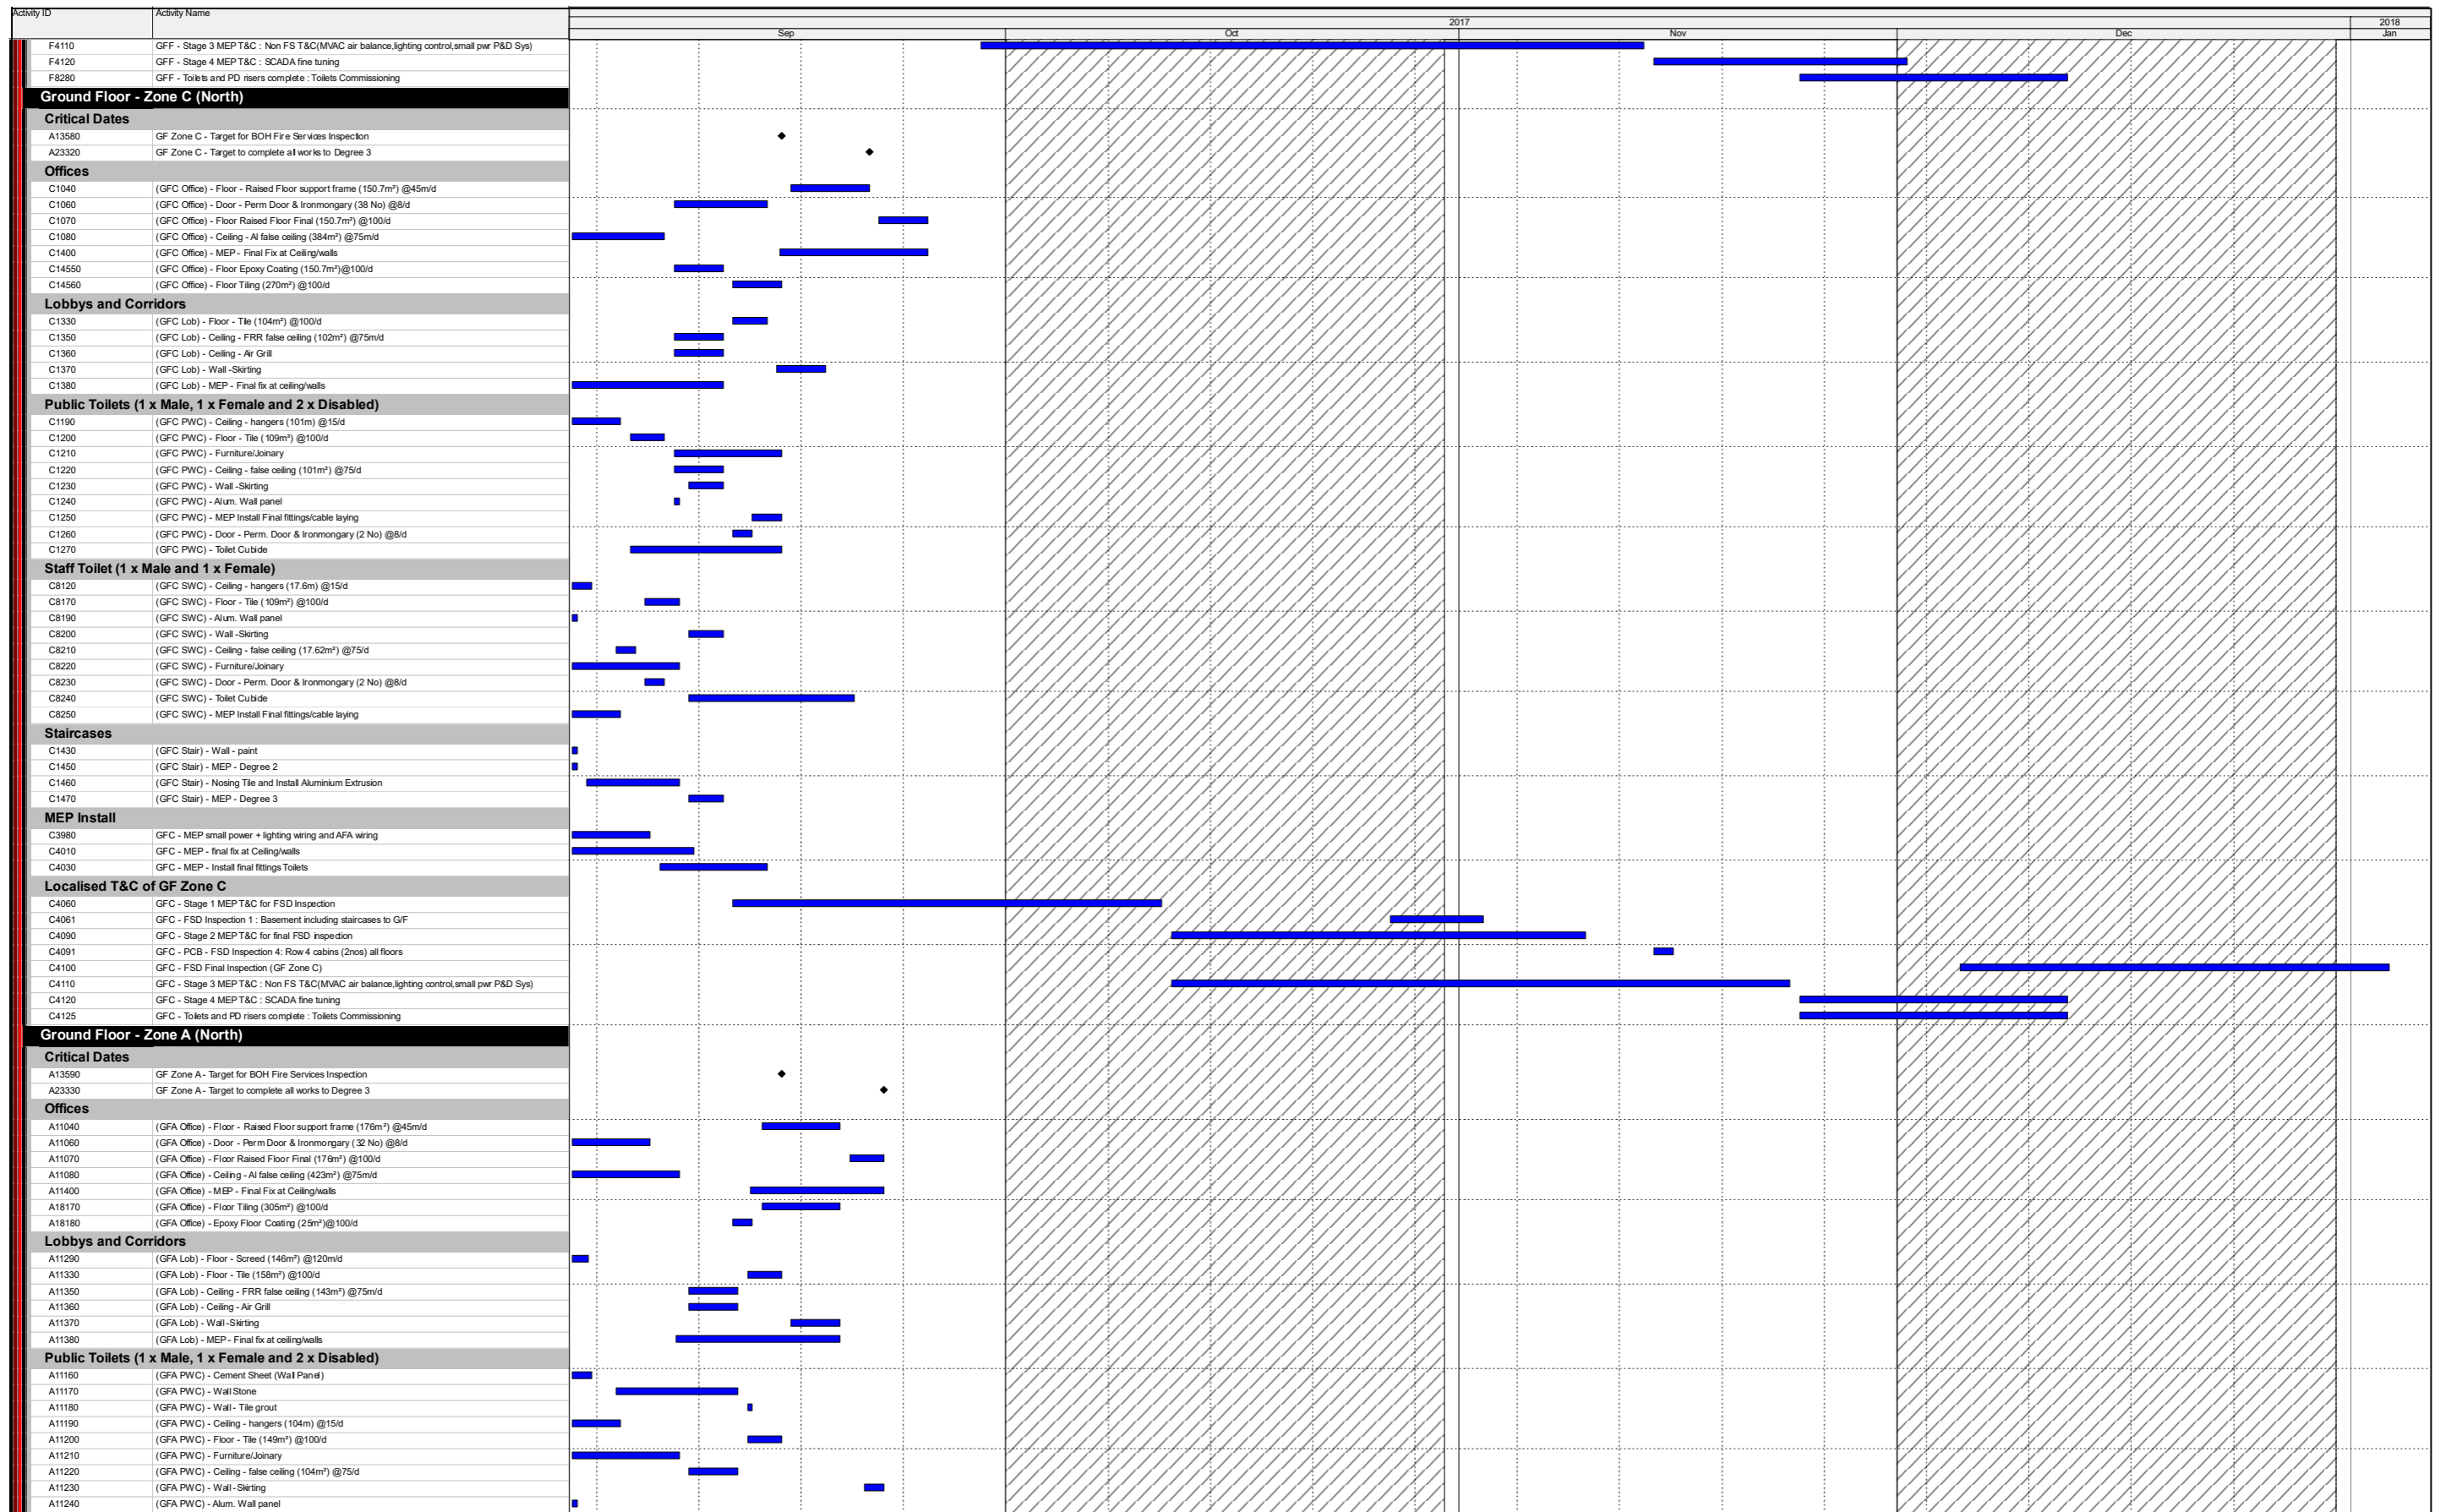 Activity ID Activity Name
2017 2018
Sep Oct Nov Dec Jan
F4110 GFF - Stage 3 MEP T&C : Non FS T&C(MVAC air balance,lighting control,small pwr P&D Sys)
F4120 GFF - Stage 4 MEP T&C : SCADA fine tuning
F8280 GFF - Toilets and PD risers complete : Toilets Commissioning
Ground Floor - Zone C (North)
Critical Dates
A13580 GF Zone C - Target for BOH Fire Services Inspection
A23320 GF Zone C - Target to complete all works to Degree 3
Offices
C1040 (GFC Office) - Floor - Raised Floor support frame (150.7m²) @45m/d
C1060 (GFC Office) - Door - Perm Door & Ironmongary (38 No) @8/d
C1070 (GFC Office) - Floor Raised Floor Final (150.7m²) @100/d
C1080 (GFC Office) - Ceiling - Al false ceiling (384m²) @75m/d
C1400 (GFC Office) - MEP - Final Fix at Ceiling/walls
C14550 (GFC Office) - Floor Epoxy Coating (150.7m²)@100/d
C14560 (GFC Office) - Floor Tiling (270m²) @100/d
Lobbys and Corridors
C1330 (GFC Lob) - Floor - Tile (104m²) @100/d
C1350 (GFC Lob) - Ceiling - FRR false ceiling (102m²) @75m/d
C1360 (GFC Lob) - Ceiling - Air Grill
C1370 (GFC Lob) - Wall -Skirting
C1380 (GFC Lob) - MEP - Final fix at ceiling/walls
Public Toilets (1 x Male, 1 x Female and 2 x Disabled)
C1190 (GFC PWC) - Ceiling - hangers (101m) @15/d
C1200 (GFC PWC) - Floor - Tile (109m²) @100/d
C1210 (GFC PWC) - Furniture/Joinary
C1220 (GFC PWC) - Ceiling - false ceiling (101m²) @75/d
C1230 (GFC PWC) - Wall -Skirting
C1240 (GFC PWC) - Alum. Wall panel
C1250 (GFC PWC) - MEP Install Final fittings/cable laying
C1260 (GFC PWC) - Door - Perm. Door & Ironmongary (2 No) @8/d
C1270 (GFC PWC) - Toilet Cubicle
Staff Toilet (1 x Male and 1 x Female)
C8120 (GFC SWC) - Ceiling - hangers (17.6m) @15/d
C8170 (GFC SWC) - Floor - Tile (109m²) @100/d
C8190 (GFC SWC) - Alum. Wall panel
C8200 (GFC SWC) - Wall -Skirting
C8210 (GFC SWC) - Ceiling - false ceiling (17.62m²) @75/d
C8220 (GFC SWC) - Furniture/Joinary
C8230 (GFC SWC) - Door - Perm. Door & Ironmongary (2 No) @8/d
C8240 (GFC SWC) - Toilet Cubicle
C8250 (GFC SWC) - MEP Install Final fittings/cable laying
Staircases
C1430 (GFC Stair) - Wall - paint
C1450 (GFC Stair) - MEP - Degree 2
C1460 (GFC Stair) - Nosing Tile and Install Aluminium Extrusion
C1470 (GFC Stair) - MEP - Degree 3
MEP Install
C3980 GFC - MEP small power + lighting wiring and AFA wiring
C4010 GFC - MEP - final fix at Ceiling/walls
C4030 GFC - MEP - Install final fittings Toilets
Localised T&C of GF Zone C
C4060 GFC - Stage 1 MEP T&C for FSD Inspection
C4061 GFC - FSD Inspection 1 : Basement including staircases to G/F
C4090 GFC - Stage 2 MEP T&C for final FSD inspection
C4091 GFC - PCB - FSD Inspection 4: Row 4 cabins (2nos) all floors
C4100 GFC - FSD Final Inspection (GF Zone C)
C4110 GFC - Stage 3 MEP T&C : Non FS T&C(MVAC air balance,lighting control,small pwr P&D Sys)
C4120 GFC - Stage 4 MEP T&C : SCADA fine tuning
C4125 GFC - Toilets and PD risers complete : Toilets Commissioning
Ground Floor - Zone A (North)
Critical Dates
A13590 GF Zone A - Target for BOH Fire Services Inspection
A23330 GF Zone A - Target to complete all works to Degree 3
Offices
A11040 (GFA Office) - Floor - Raised Floor support frame (176m²) @45m/d
A11060 (GFA Office) - Door - Perm Door & Ironmongary (32 No) @8/d
A11070 (GFA Office) - Floor Raised Floor Final (176m²) @100/d
A11080 (GFA Office) - Ceiling - Al false ceiling (423m²) @75m/d
A11400 (GFA Office) - MEP - Final Fix at Ceiling/walls
A18170 (GFA Office) - Floor Tiling (305m²) @100/d
A18180 (GFA Office) - Epoxy Floor Coating (25m²)@100/d
Lobbys and Corridors
A11290 (GFA Lob) - Floor - Screed (146m²) @120m/d
A11330 (GFA Lob) - Floor - Tile (158m²) @100/d
A11350 (GFA Lob) - Ceiling - FRR false ceiling (143m²) @75m/d
A11360 (GFA Lob) - Ceiling - Air Grill
A11370 (GFA Lob) - Wall -Skirting
A11380 (GFA Lob) - MEP - Final fix at ceiling/walls
Public Toilets (1 x Male, 1 x Female and 2 x Disabled)
A11160 (GFA PWC) - Cement Sheet (Wall Panel)
A11170 (GFA PWC) - Wall Stone
A11180 (GFA PWC) - Wall - Tile grout
A11190 (GFA PWC) - Ceiling - hangers (104m) @15/d
A11200 (GFA PWC) - Floor - Tile (149m²) @100/d
A11210 (GFA PWC) - Furniture/Joinary
A11220 (GFA PWC) - Ceiling - false ceiling (104m²) @75/d
A11230 (GFA PWC) - Wall -Skirting
A11240 (GFA PWC) - Alum. Wall panel